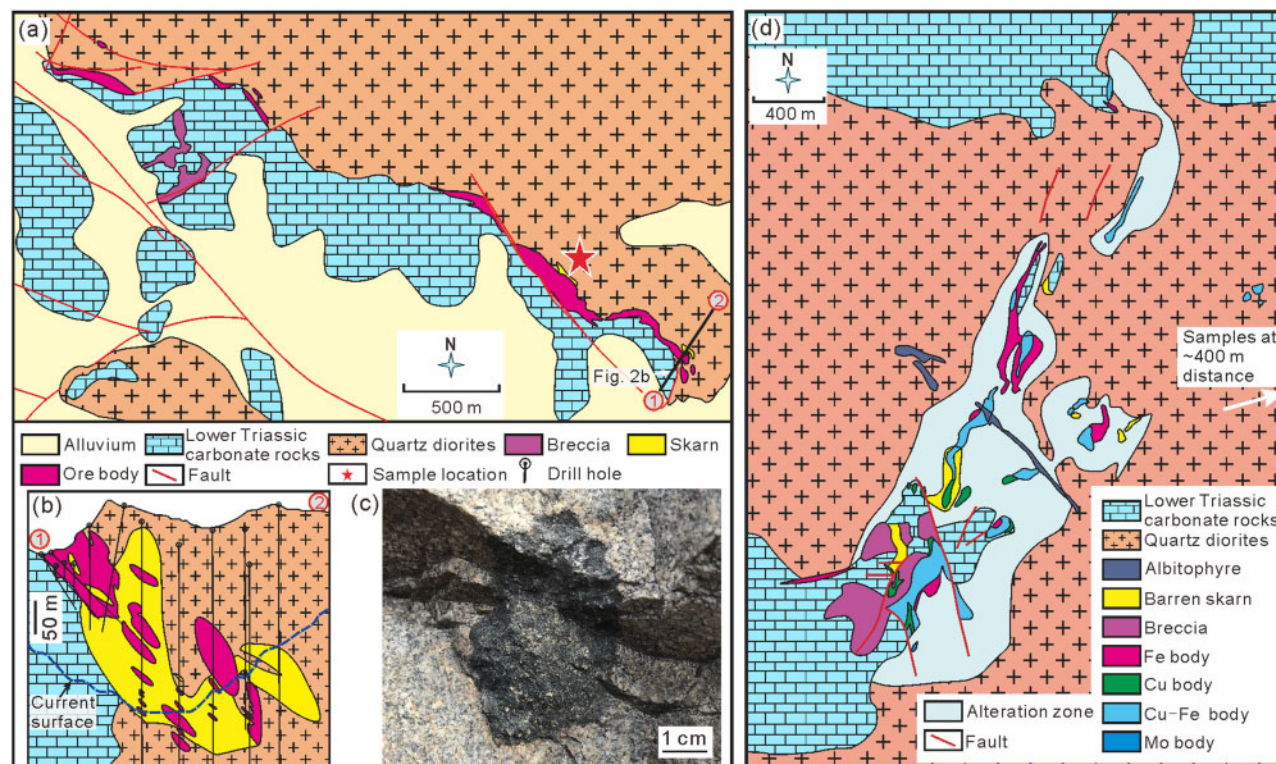 (a)
N
500 m
Fig. 2b
①
②
Alluvium
Lower Triassic
carbonate rocks
Quartz diorites
Breccia
Skarn
Ore body
Fault
Sample location
Drill hole
(b)
①
②
50 m
Current
surface
(c)
1 cm
(d)
N
400 m
Samples at
~400 m
distance
Lower Triassic
carbonate rocks
Quartz diorites
Albitophyre
Barren skarn
Breccia
Fe body
Cu body
Cu–Fe body
Mo body
Alteration zone
Fault